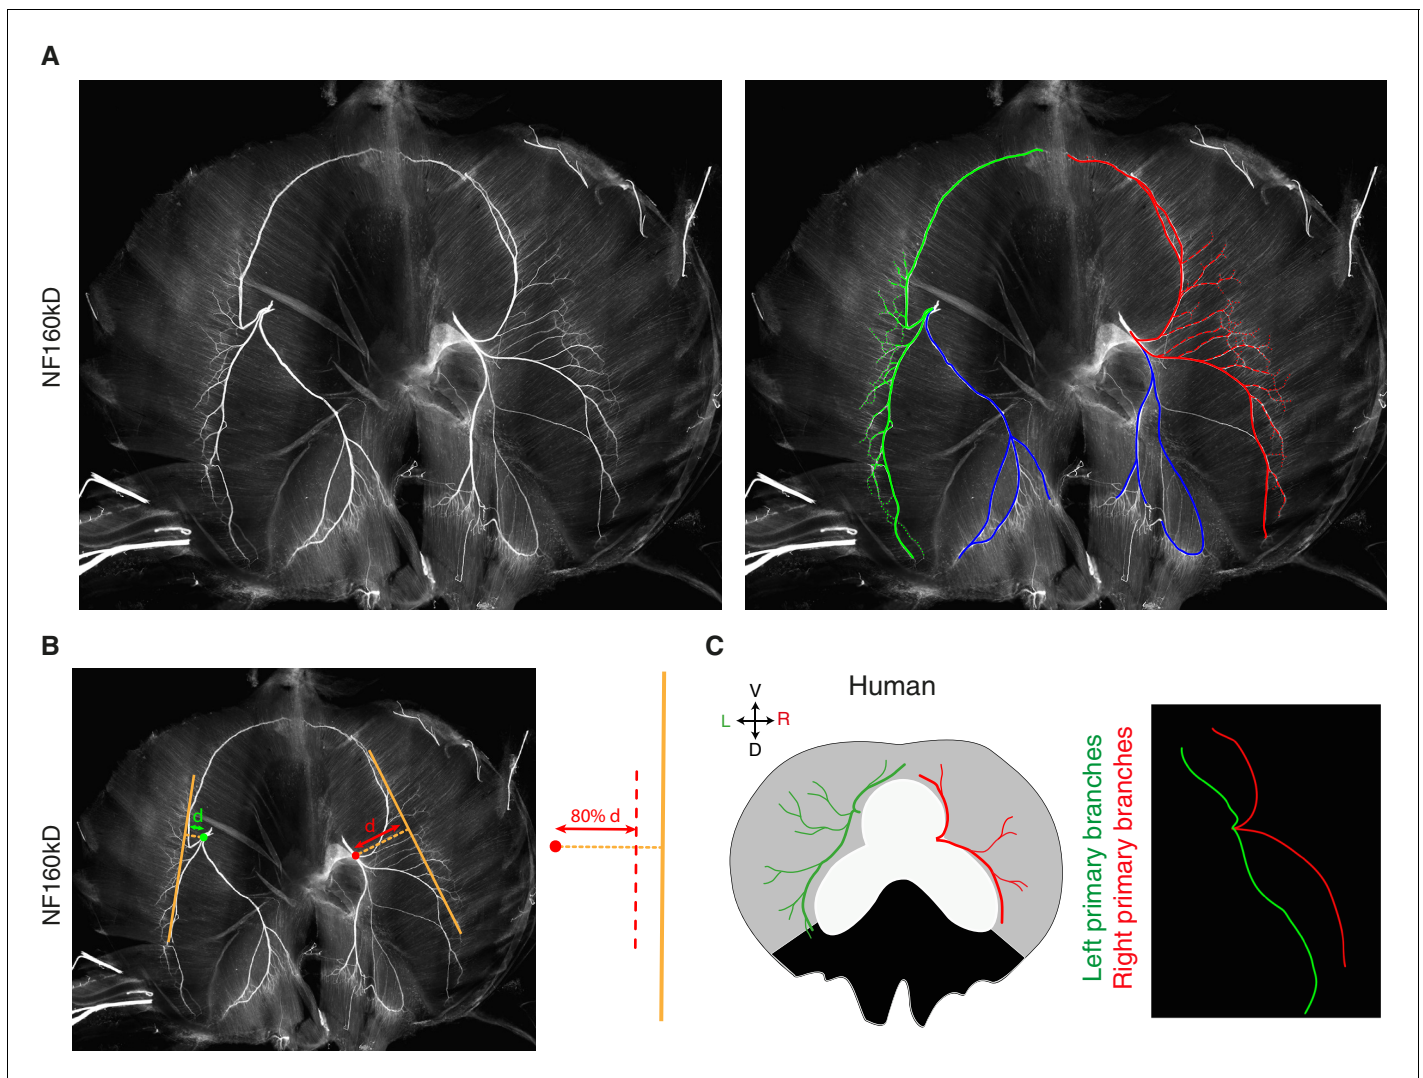 A
NF160kD
B
NF160kD
d
d
80% d
C
Human
V
L
R
D
Left primary branches
Right primary branches